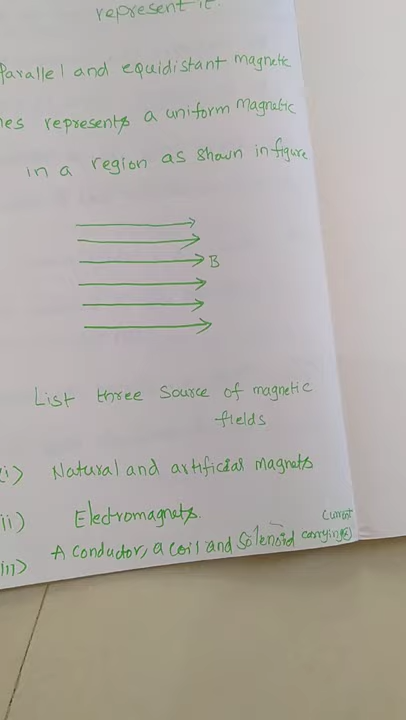 represent it.
Parallel and equidistant magnetic
nes represents a uniform magnetic
in a region as shown in figure
B
List three Source of magnetic
fields
(i) Natural and artificial magnets
ii) Electromagnets.
iii) A conductor, a coil and Solenoid carrying
Current